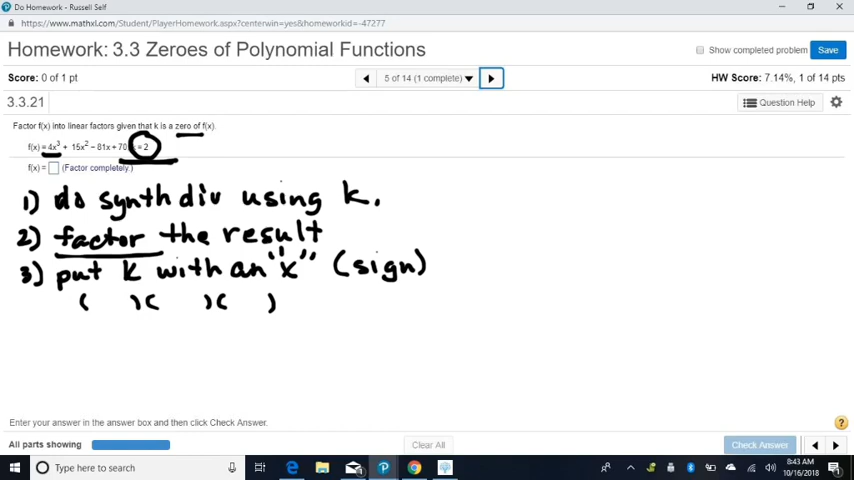 Do Homework - Russell Self
https://www.mathxl.com/Student/PlayerHomework.aspx?centerwin=yes&homeworkid=-47277
Homework: 3.3 Zeroes of Polynomial Functions
Show completed problem
Save
Score: 0 of 1 pt
5 of 14 (1 complete)
HW Score: 7.14%, 1 of 14 pts
3.3.21
Question Help
Factor f(x) into linear factors given that k is a zero of f(x).
f(x) = 4x³ + 15x² − 81x + 70 = 2
f(x) = (Factor completely.)
1) do synth div using k.
2) factor the result
3) put k with an "x" (sign)
( )( )( )
Enter your answer in the answer box and then click Check Answer.
All parts showing
Clear All
Check Answer
Type here to search
8:43 AM
10/16/2018